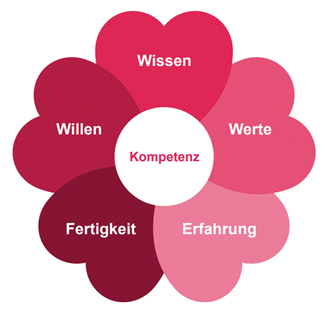 Wissen
Willen
Werte
Kompetenz
Fertigkeit
Erfahrung